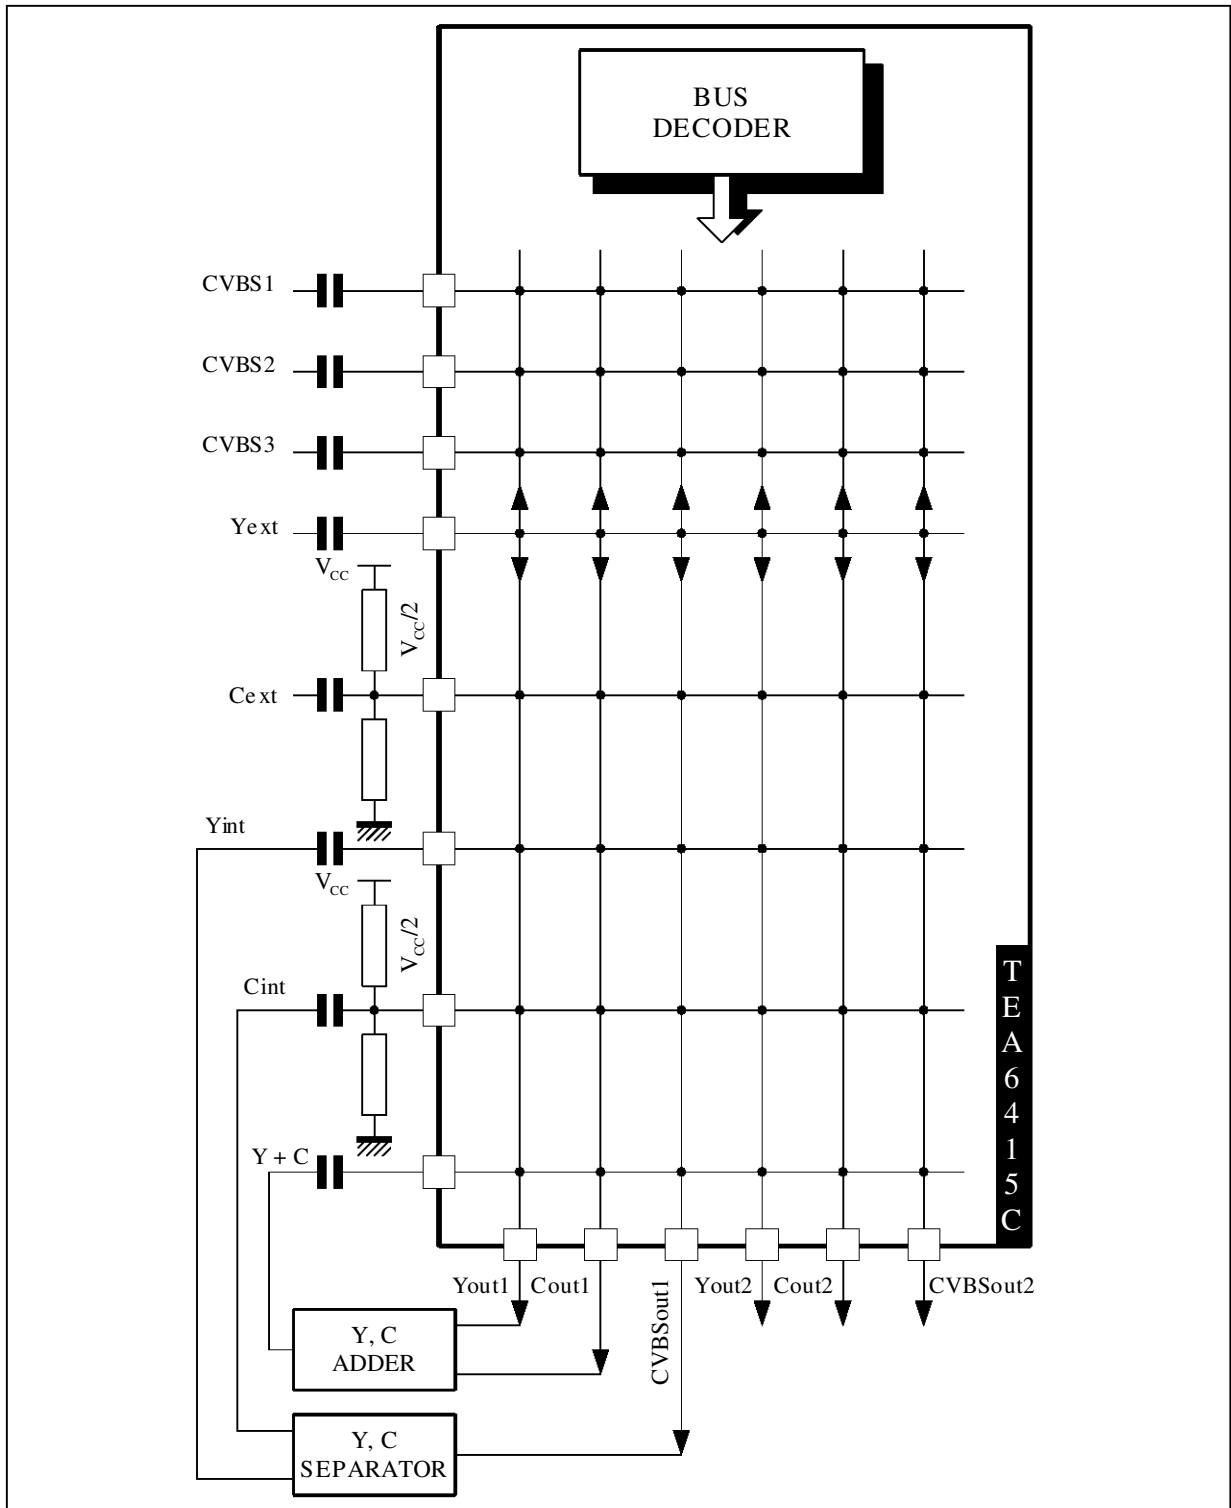 BUS
DECODER
CVBS1
CVBS2
CVBS3
Yext
VCC
VCC/2
Cext
Yint
VCC
VCC/2
Cint
Y + C
TEA6415C
Yout1
Cout1
CVBSout1
Yout2
Cout2
CVBSout2
Y, C
ADDER
Y, C
SEPARATOR